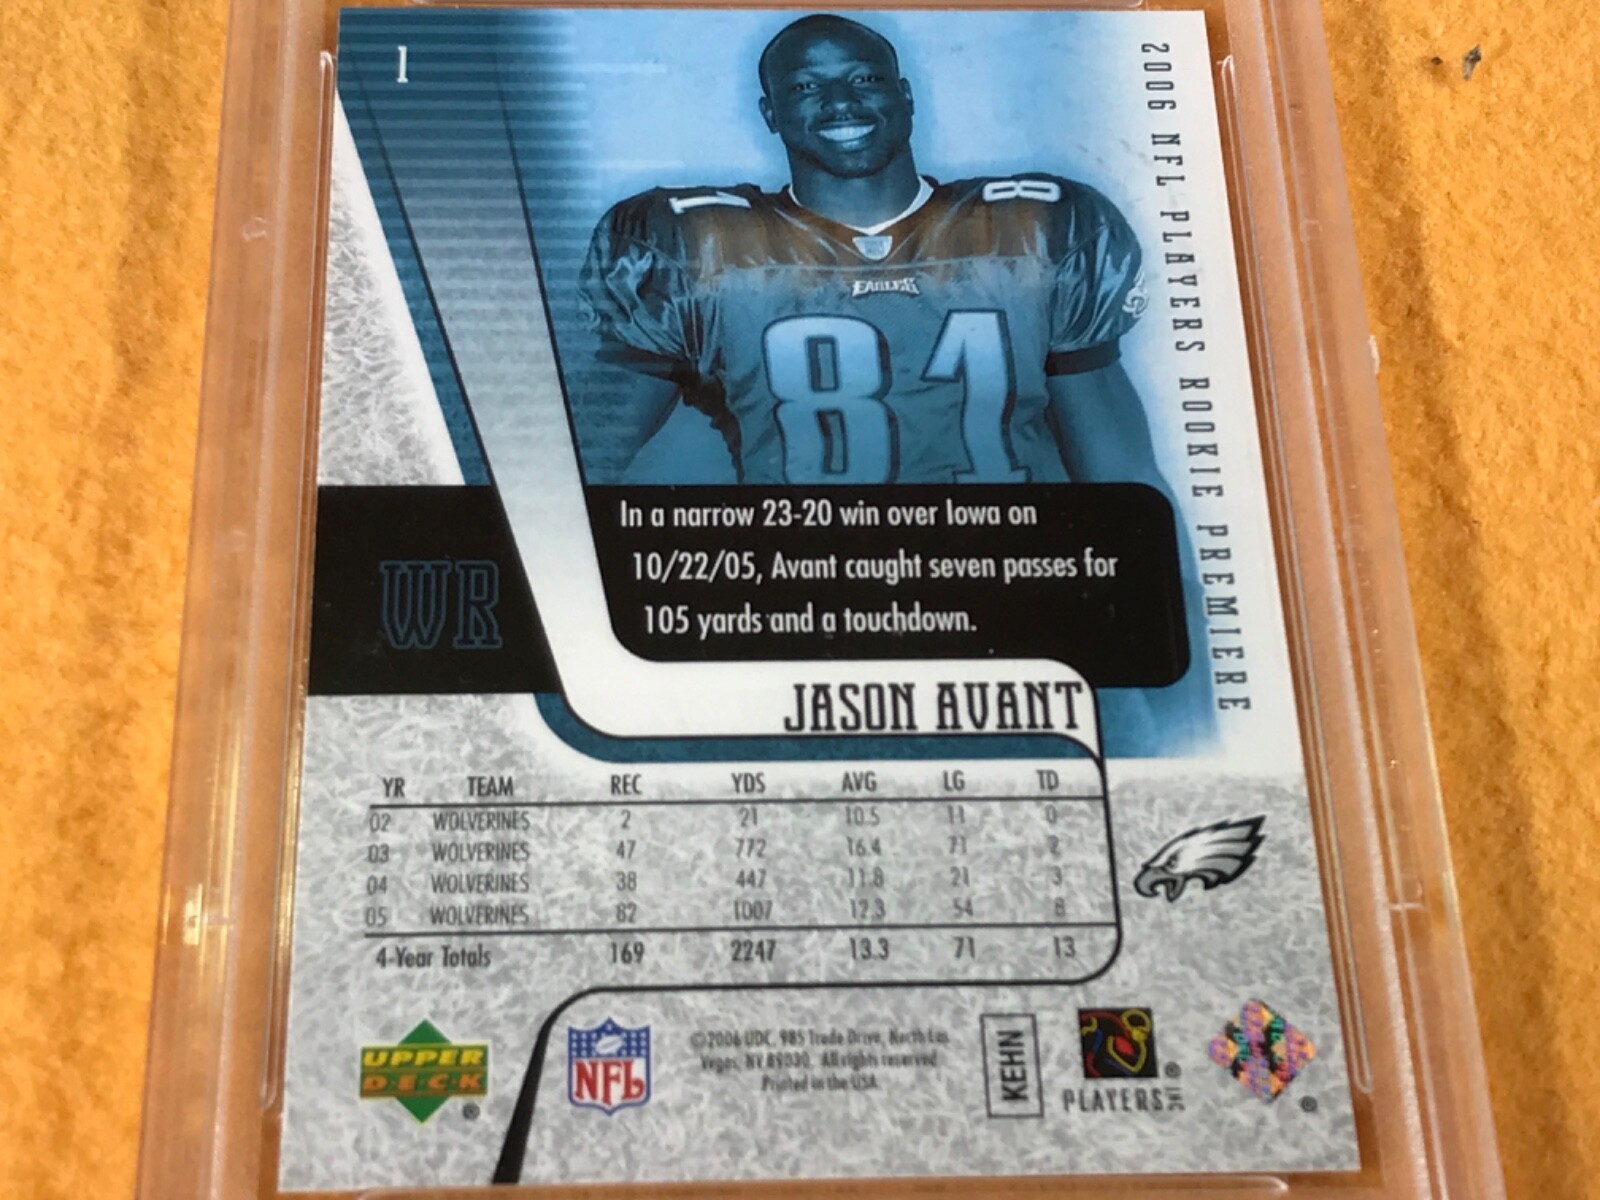 1
2006 NFL PLAYERS ROOKIE PREMIERE
81
EAGLES
81
In a narrow 23-20 win over Iowa on
10/22/05, Avant caught seven passes for
105 yards and a touchdown.
WR
JASON AVANT
YR TEAM REC YDS AVG LG TD
02 WOLVERINES 2 21 10.5 11 0
03 WOLVERINES 47 772 16.4 71 2
04 WOLVERINES 38 447 11.8 21 3
05 WOLVERINES 82 1007 12.3 54 8
4-Year Totals 169 2247 13.3 71 13
UPPER
DECK
®
NFL
©2006 UDC, 985 Trade Drive, North Las
Vegas, NV 89030. All rights reserved.
Printed in the USA.
KEHN
PLAYERS INC ®
®